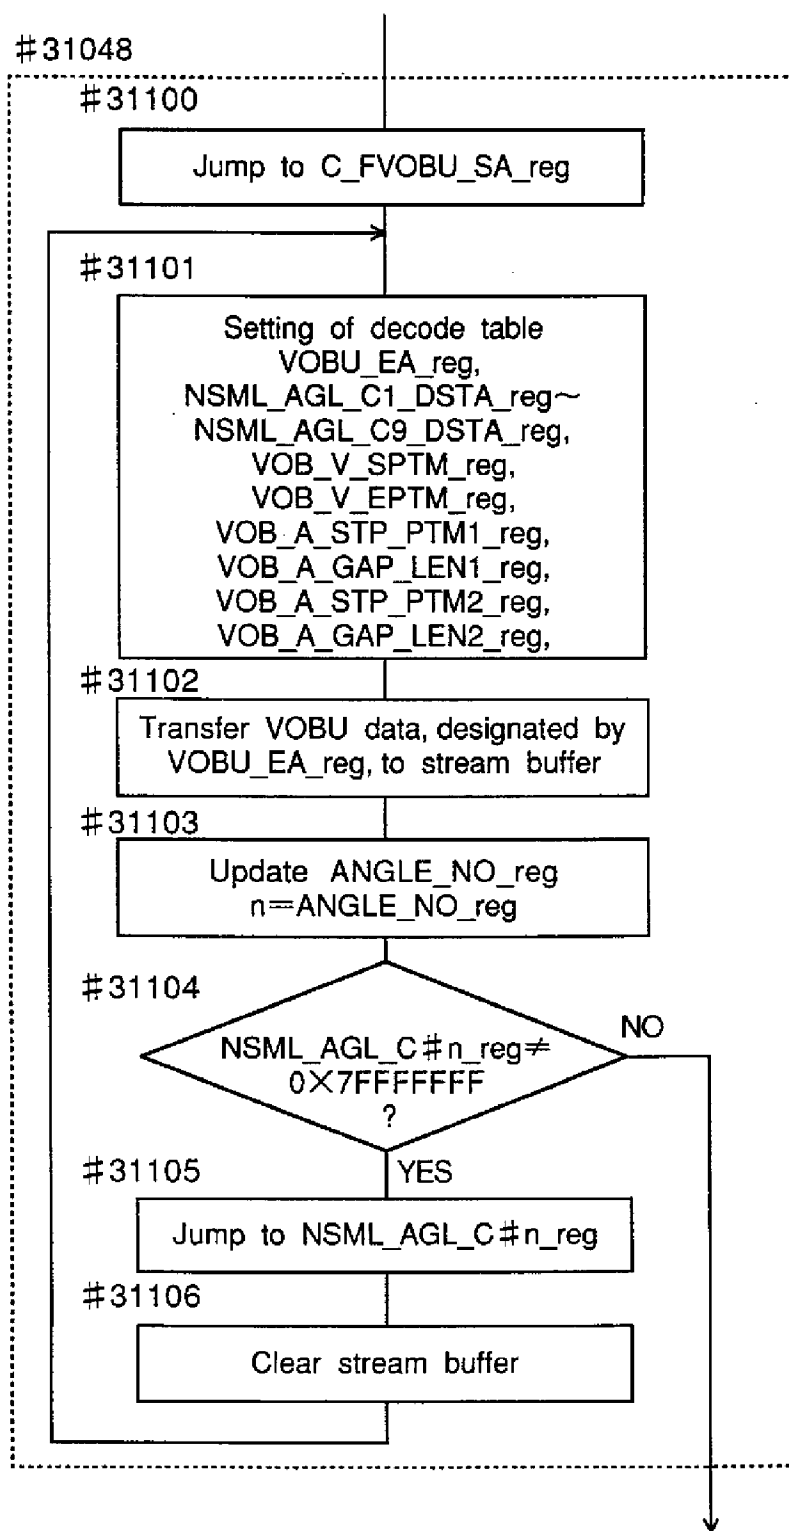 #31048
#31100
Jump to C_FVOBU_SA_reg
#31101
Setting of decode table
VOBU_EA_reg,
NSML_AGL_C1_DSTA_reg~
NSML_AGL_C9_DSTA_reg,
VOB_V_SPTM_reg,
VOB_V_EPTM_reg,
VOB_A_STP_PTM1_reg,
VOB_A_GAP_LEN1_reg,
VOB_A_STP_PTM2_reg,
VOB_A_GAP_LEN2_reg,
#31102
Transfer VOBU data, designated by
VOBU_EA_reg, to stream buffer
#31103
Update ANGLE_NO_reg
n=ANGLE_NO_reg
#31104
NO
NSML_AGL_C#n_reg≠
0×7FFFFFFF
?
#31105
YES
Jump to NSML_AGL_C#n_reg
#31106
Clear stream buffer